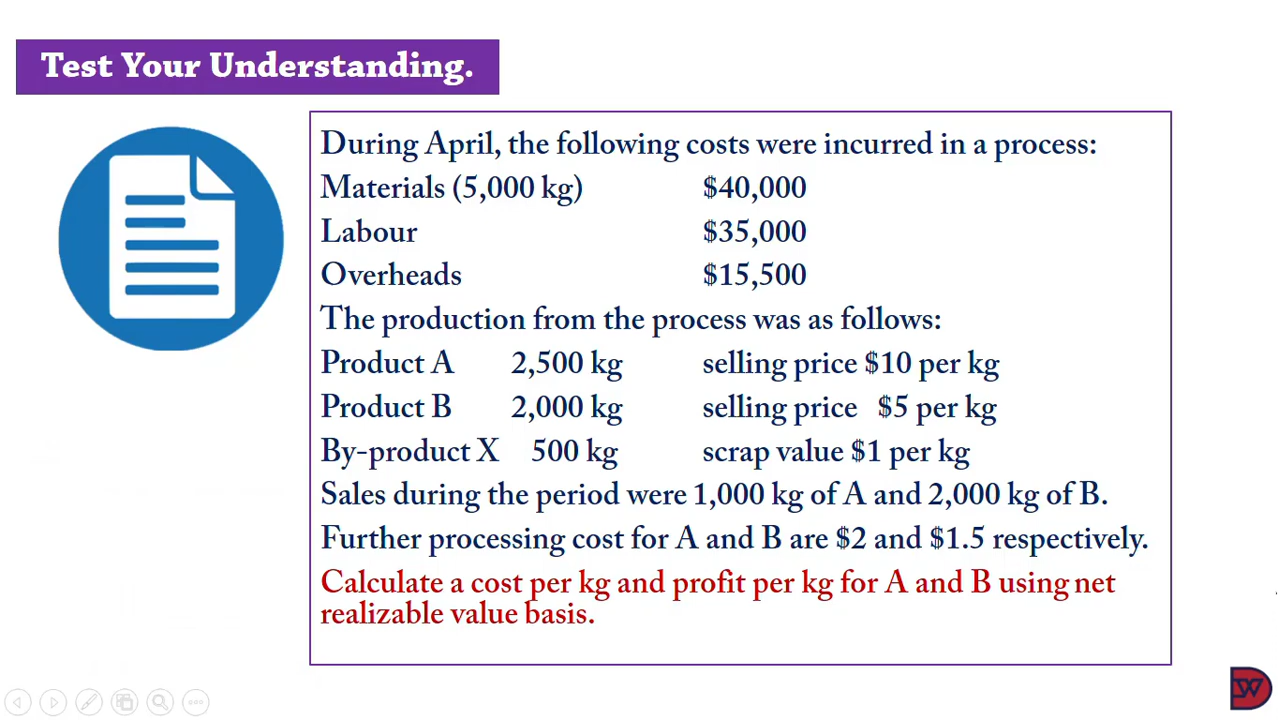 Test Your Understanding.
During April, the following costs were incurred in a process:
Materials (5,000 kg) $40,000
Labour $35,000
Overheads $15,500
The production from the process was as follows:
Product A 2,500 kg selling price $10 per kg
Product B 2,000 kg selling price $5 per kg
By-product X 500 kg scrap value $1 per kg
Sales during the period were 1,000 kg of A and 2,000 kg of B.
Further processing cost for A and B are $2 and $1.5 respectively.
Calculate a cost per kg and profit per kg for A and B using net
realizable value basis.
DW